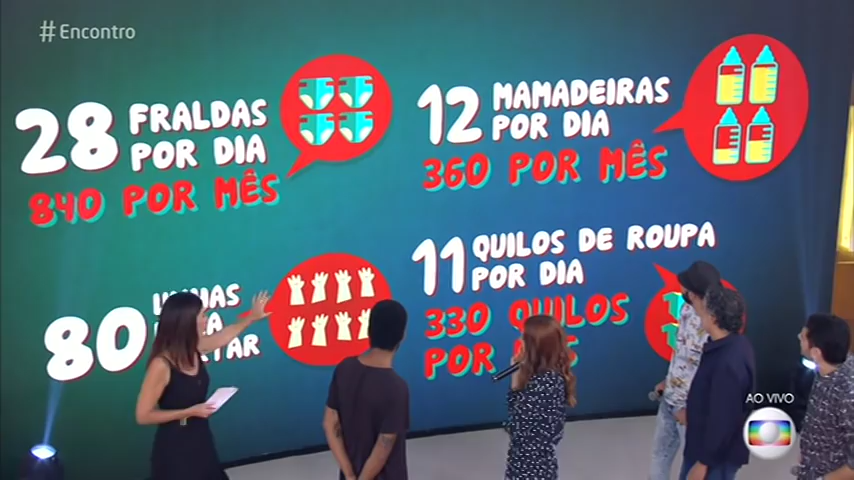 #Encontro
28 FRALDAS
POR DIA
840 POR MÊS
12 MAMADEIRAS
POR DIA
360 POR MÊS
80
11 QUILOS DE ROUPA
POR DIA
330 QUILOS
POR
AO VIVO